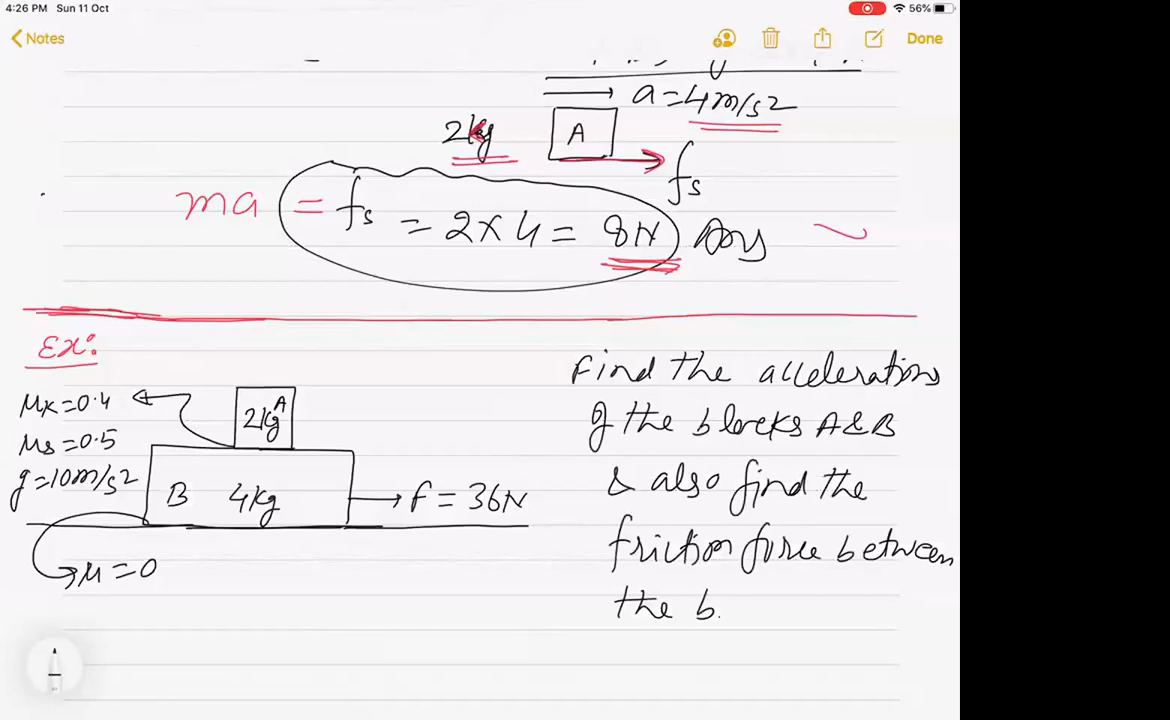 4:26 PM Sun 11 Oct
56%
Notes
Done
a = 4m/s2
2kg
A
fs
ma = fs = 2 x 4 = 8N Ans
Ex:
μk = 0.4
μs = 0.5
g = 10m/s2
2kg A
B 4kg
f = 36N
μ = 0
Find the accelerations
of the blocks A & B
& also find the
friction force between
the b